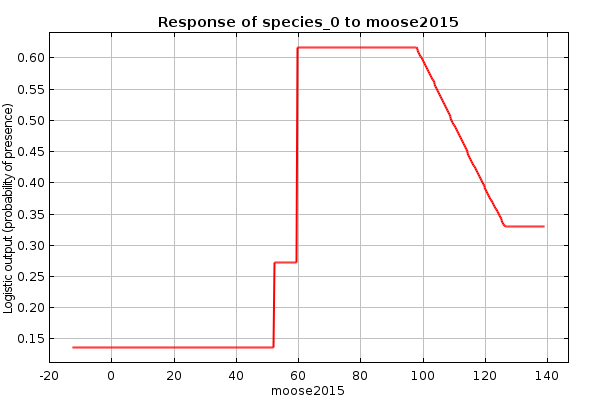 Response of species_0 to moose2015
Logistic output (probability of presence)
0.60
0.55
0.50
0.45
0.40
0.35
0.30
0.25
0.20
0.15
-20 0 20 40 60 80 100 120 140
moose2015